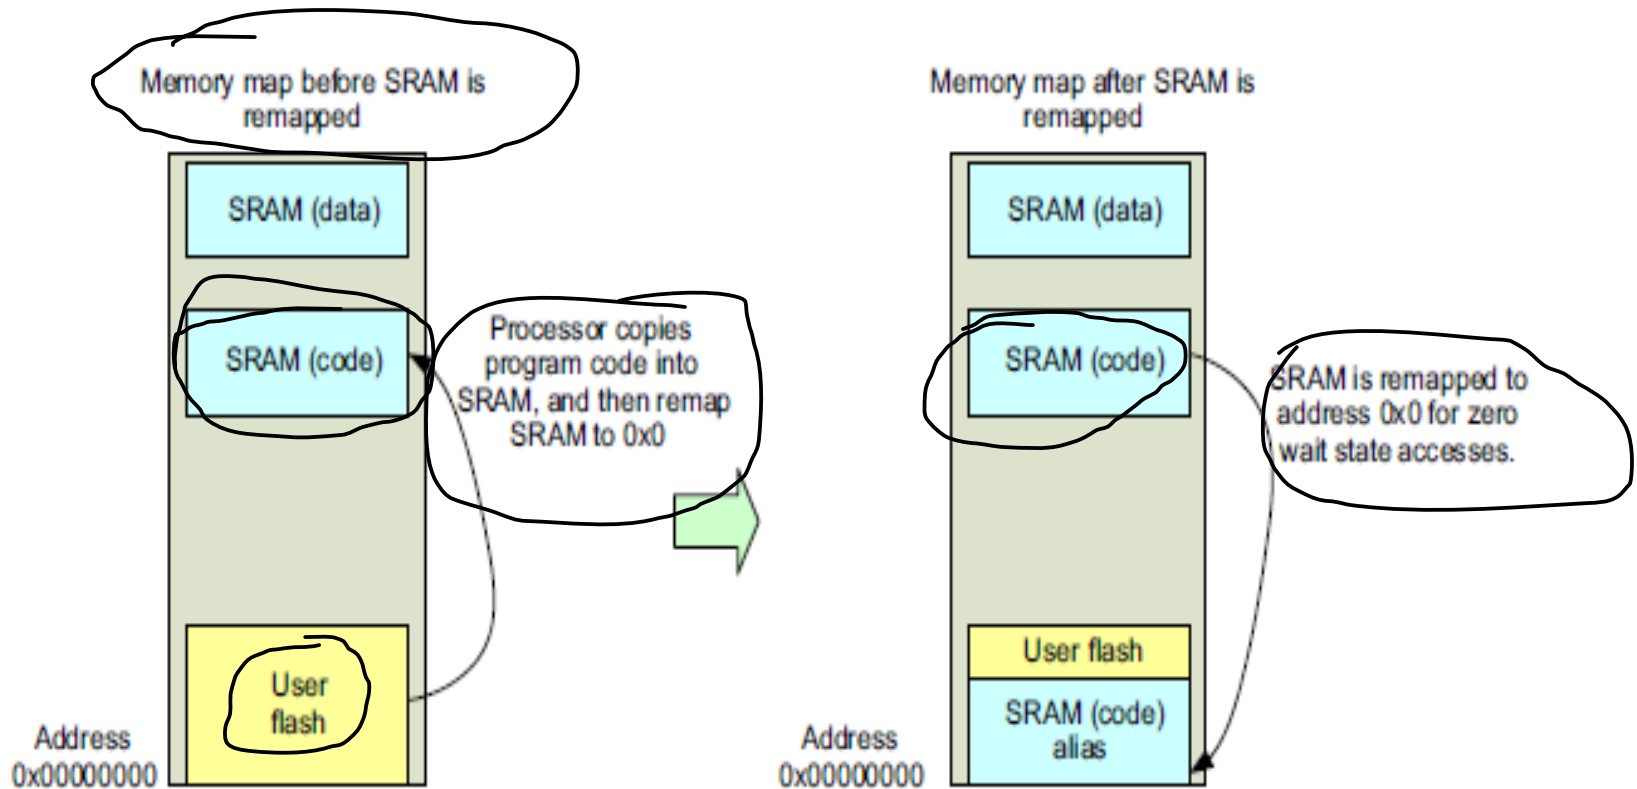 Memory map before SRAM is
remapped
SRAM (data)
SRAM (code)
Processor copies
program code into
SRAM, and then remap
SRAM to 0x0
User
flash
Address
0x00000000
Memory map after SRAM is
remapped
SRAM (data)
SRAM (code)
SRAM is remapped to
address 0x0 for zero
wait state accesses.
User flash
SRAM (code)
alias
Address
0x00000000